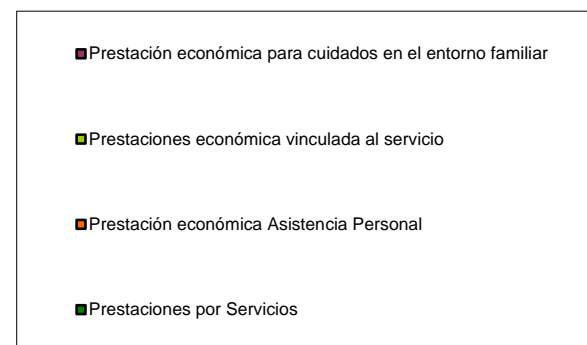 Prestación económica para cuidados en el entorno familiar
Prestaciones económica vinculada al servicio
Prestación económica Asistencia Personal
Prestaciones por Servicios